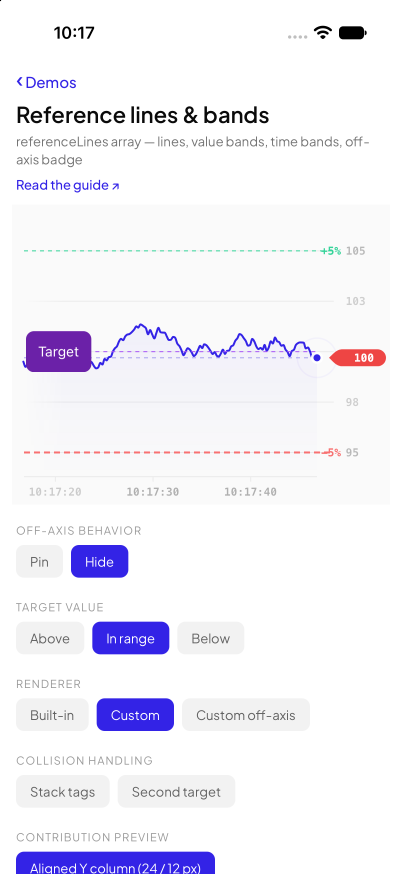 10:17
‹ Demos
Reference lines & bands
referenceLines array — lines, value bands, time bands, off-
axis badge
Read the guide ↗
+5% 105
103
Target
100
98
-5% 95
10:17:20 10:17:30 10:17:40
OFF-AXIS BEHAVIOR
Pin Hide
TARGET VALUE
Above In range Below
RENDERER
Built-in Custom Custom off-axis
COLLISION HANDLING
Stack tags Second target
CONTRIBUTION PREVIEW
Aligned Y column (24 / 12 px)